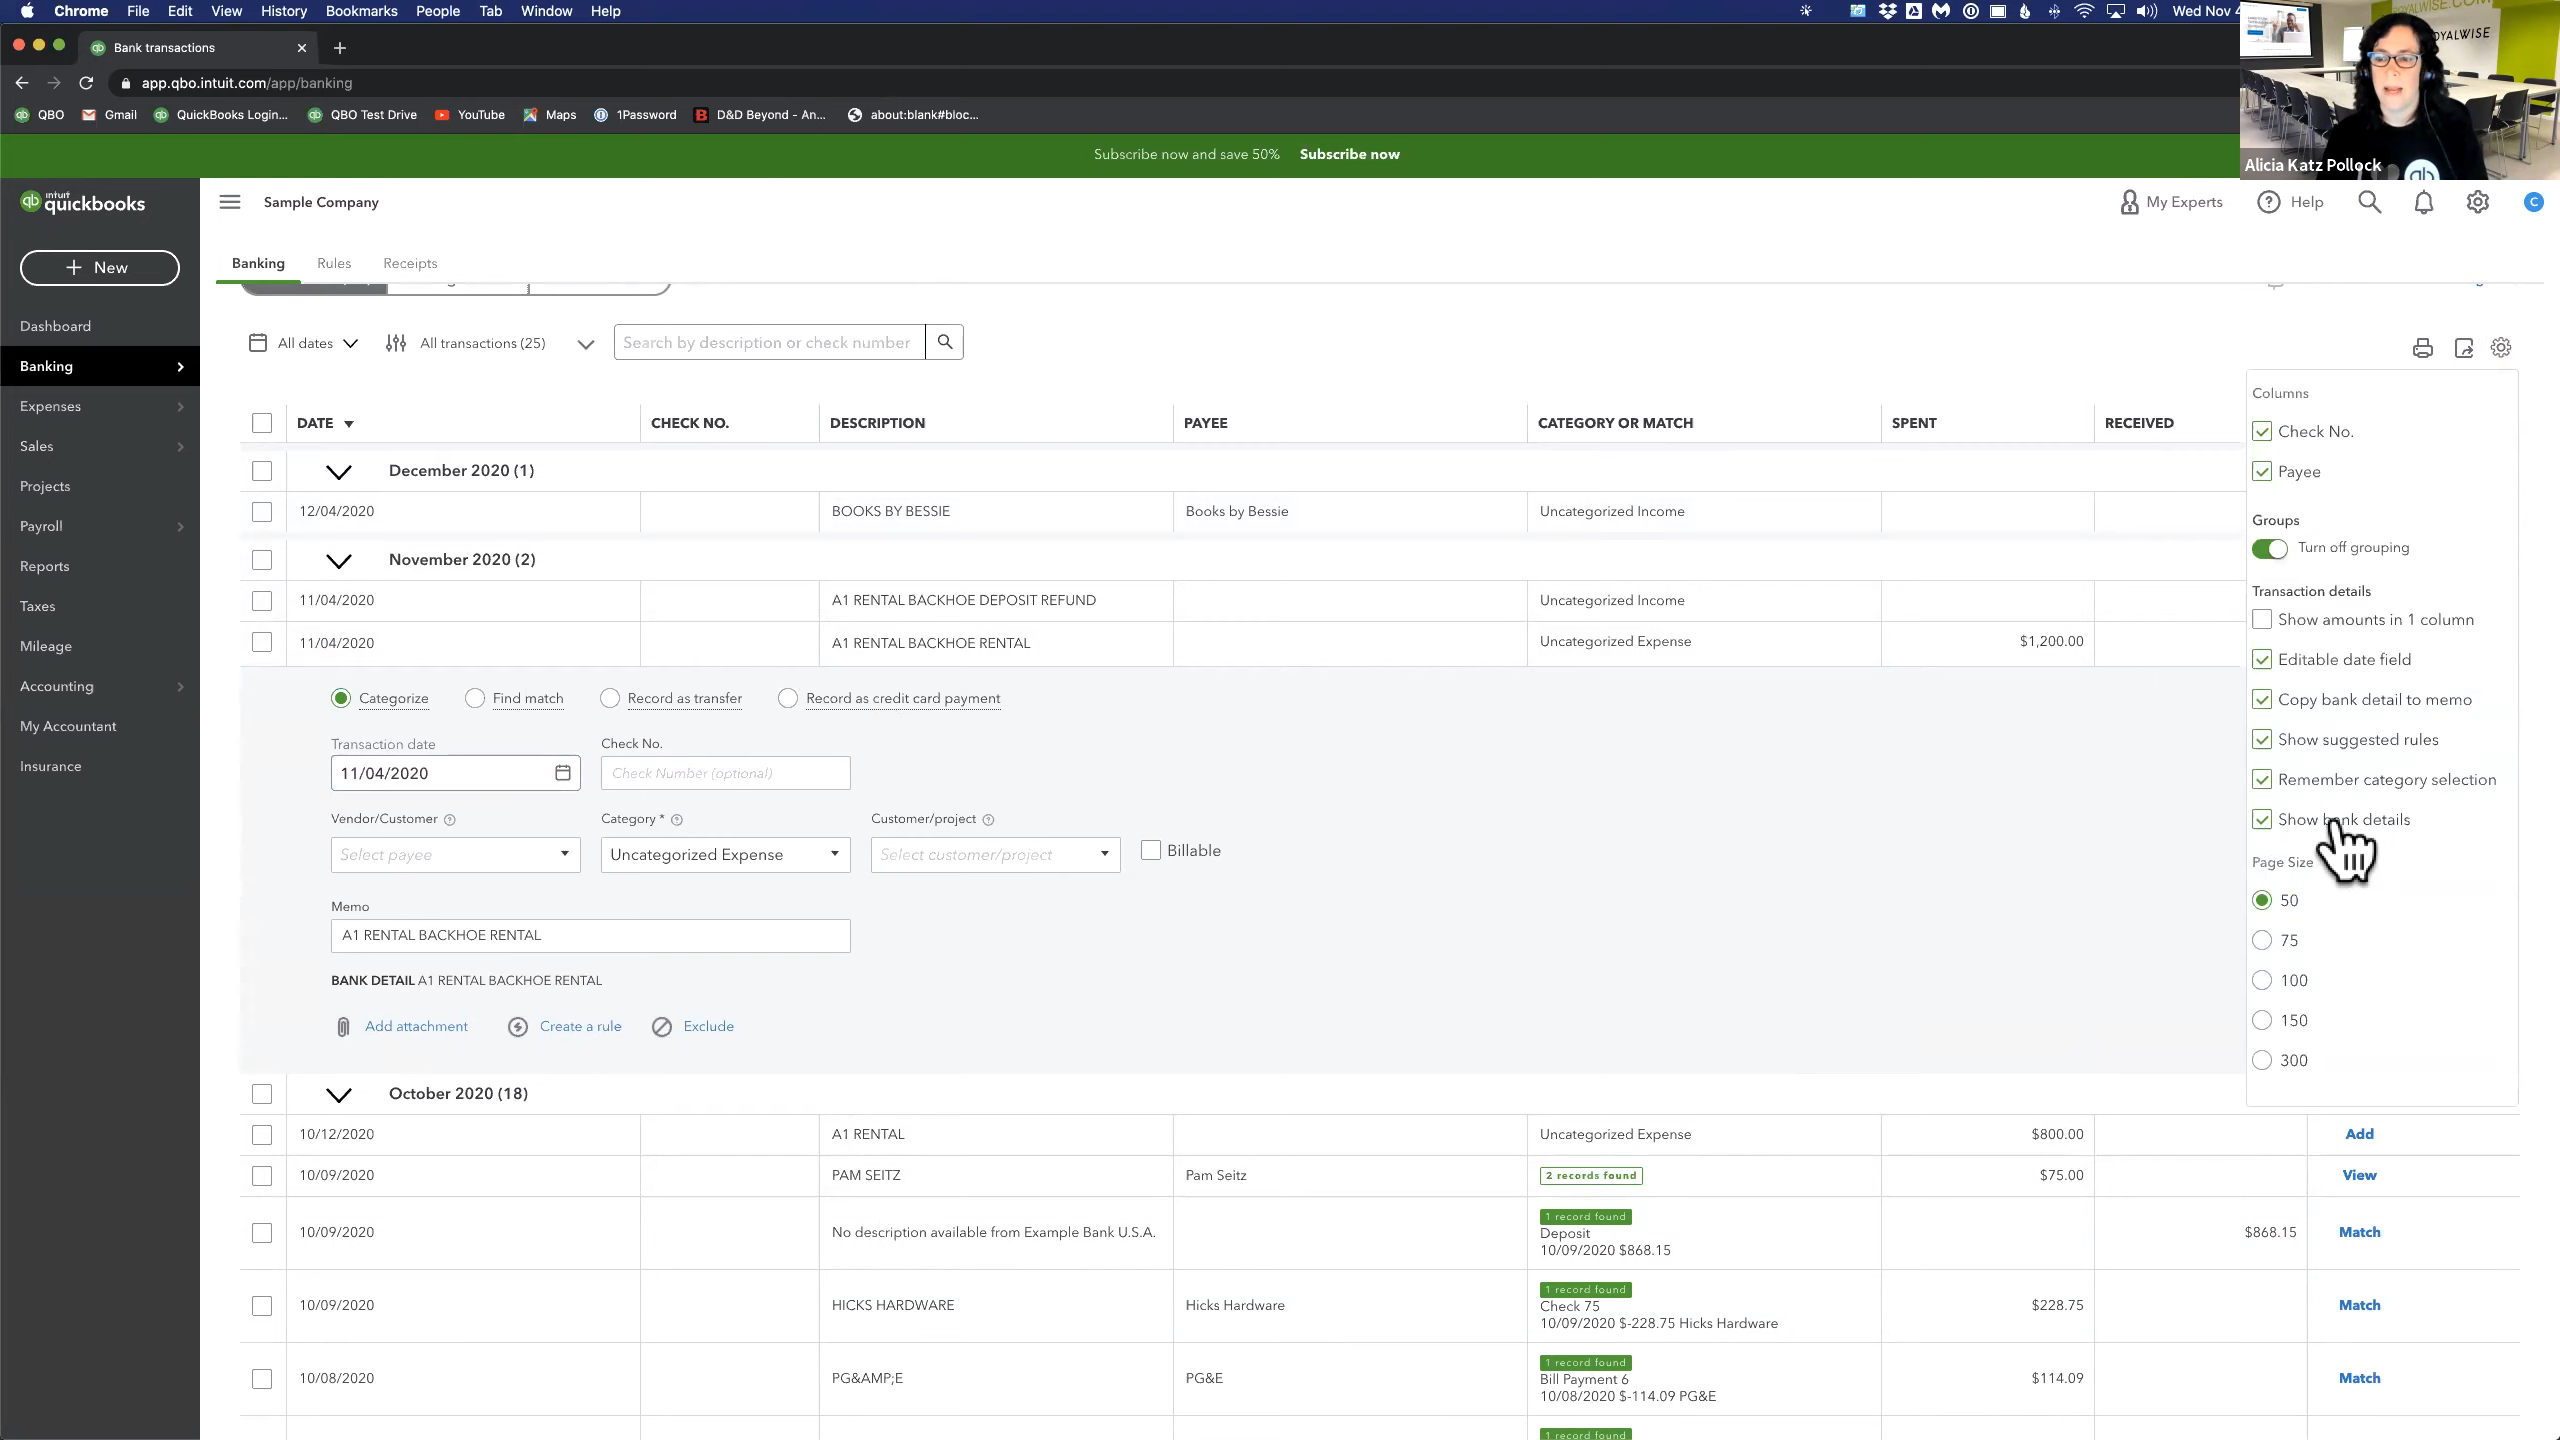 Chrome File Edit View History Bookmarks People Tab Window Help
Wed Nov 4
Bank transactions
app.qbo.intuit.com/app/banking
QBO Gmail QuickBooks Login... QBO Test Drive YouTube Maps 1Password D&D Beyond - An... about:blank#bloc...
ROYALWISE
Alicia Katz Pollock
Subscribe now and save 50% Subscribe now
intuit
quickbooks
Sample Company
My Experts Help C
+ New
Banking Rules Receipts
Dashboard
Banking
Expenses
Sales
Projects
Payroll
Reports
Taxes
Mileage
Accounting
My Accountant
Insurance
All dates All transactions (25) Search by description or check number
DATE CHECK NO. DESCRIPTION PAYEE CATEGORY OR MATCH SPENT RECEIVED
December 2020 (1)
12/04/2020 BOOKS BY BESSIE Books by Bessie Uncategorized Income
November 2020 (2)
11/04/2020 A1 RENTAL BACKHOE DEPOSIT REFUND Uncategorized Income
11/04/2020 A1 RENTAL BACKHOE RENTAL Uncategorized Expense $1,200.00
Categorize Find match Record as transfer Record as credit card payment
Transaction date Check No.
11/04/2020 Check Number (optional)
Vendor/Customer Category * Customer/project
Select payee Uncategorized Expense Select customer/project Billable
Memo
A1 RENTAL BACKHOE RENTAL
BANK DETAIL A1 RENTAL BACKHOE RENTAL
Add attachment Create a rule Exclude
Columns
Check No.
Payee
Groups
Turn off grouping
Transaction details
Show amounts in 1 column
Editable date field
Copy bank detail to memo
Show suggested rules
Remember category selection
Show bank details
Page Size
50
75
100
150
300
October 2020 (18)
10/12/2020 A1 RENTAL Uncategorized Expense $800.00 Add
10/09/2020 PAM SEITZ Pam Seitz 2 records found $75.00 View
10/09/2020 No description available from Example Bank U.S.A. 1 record found $868.15 Match
Deposit
10/09/2020 $868.15
10/09/2020 HICKS HARDWARE Hicks Hardware 1 record found $228.75 Match
Check 75
10/09/2020 $-228.75 Hicks Hardware
10/08/2020 PG&AMP;E PG&E 1 record found $114.09 Match
Bill Payment 6
10/08/2020 $-114.09 PG&E
1 record found